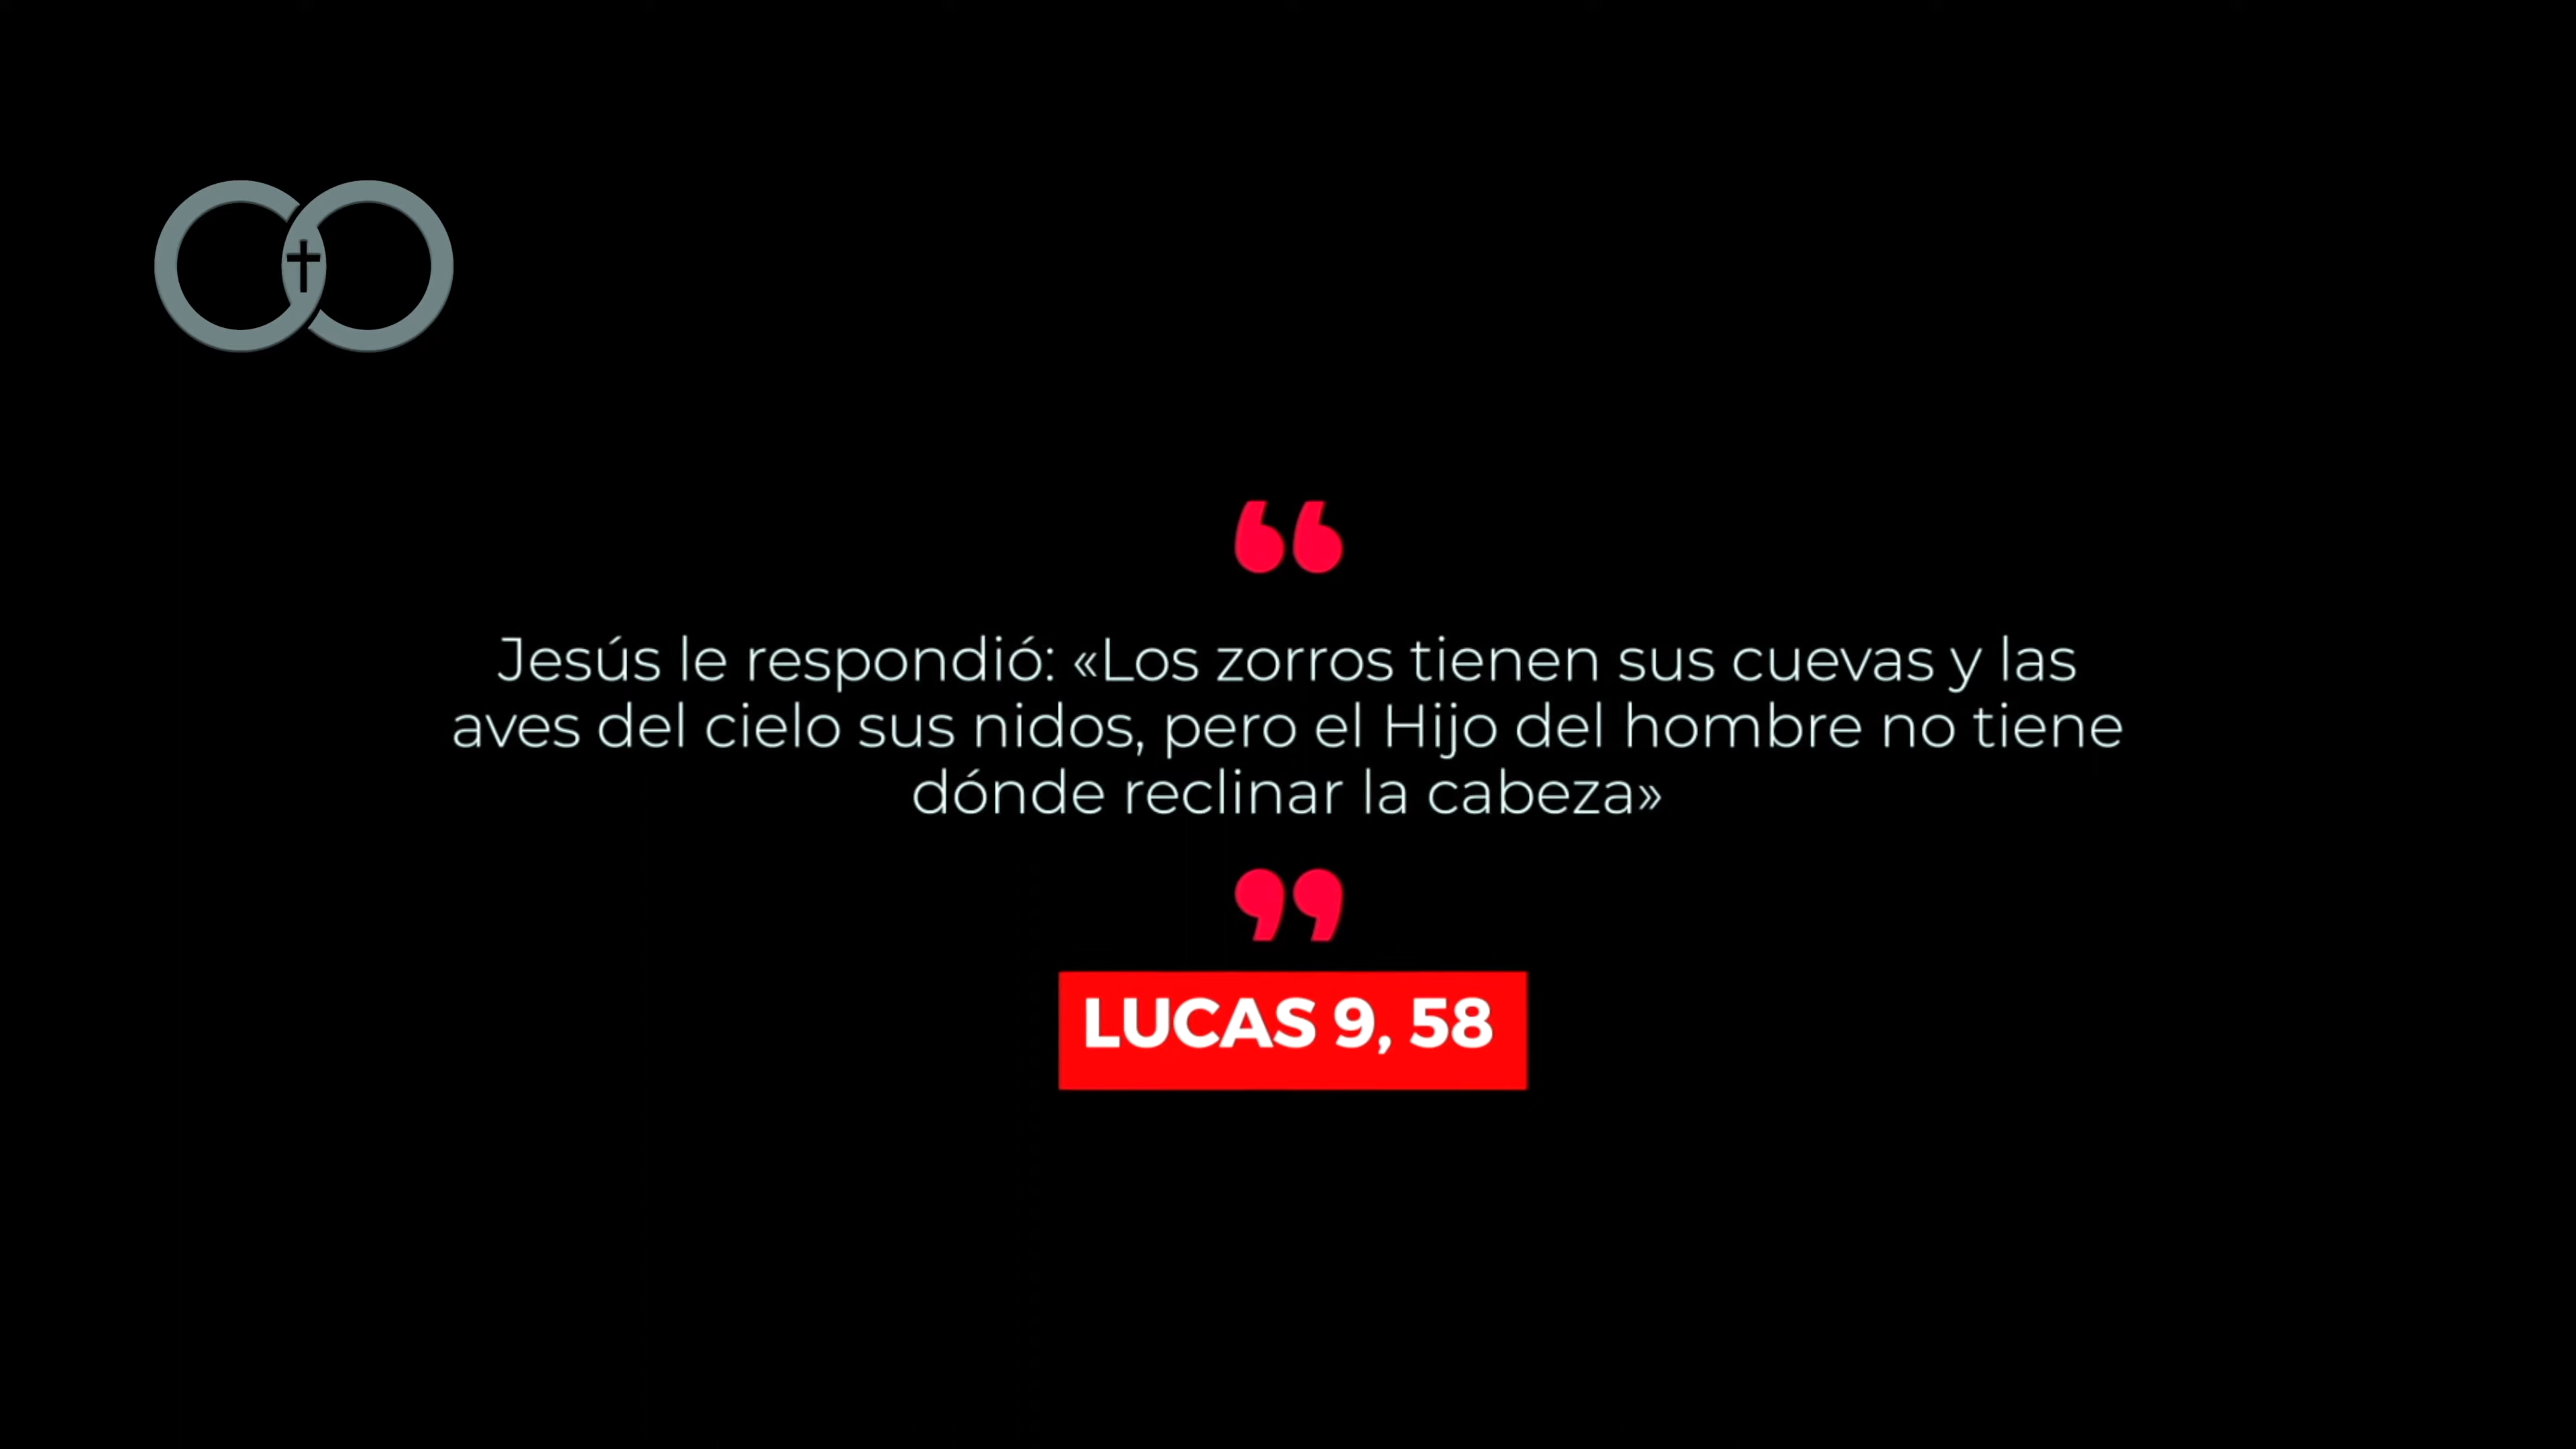 “
Jesús le respondió: «Los zorros tienen sus cuevas y las
aves del cielo sus nidos, pero el Hijo del hombre no tiene
dónde reclinar la cabeza»
”
LUCAS 9, 58